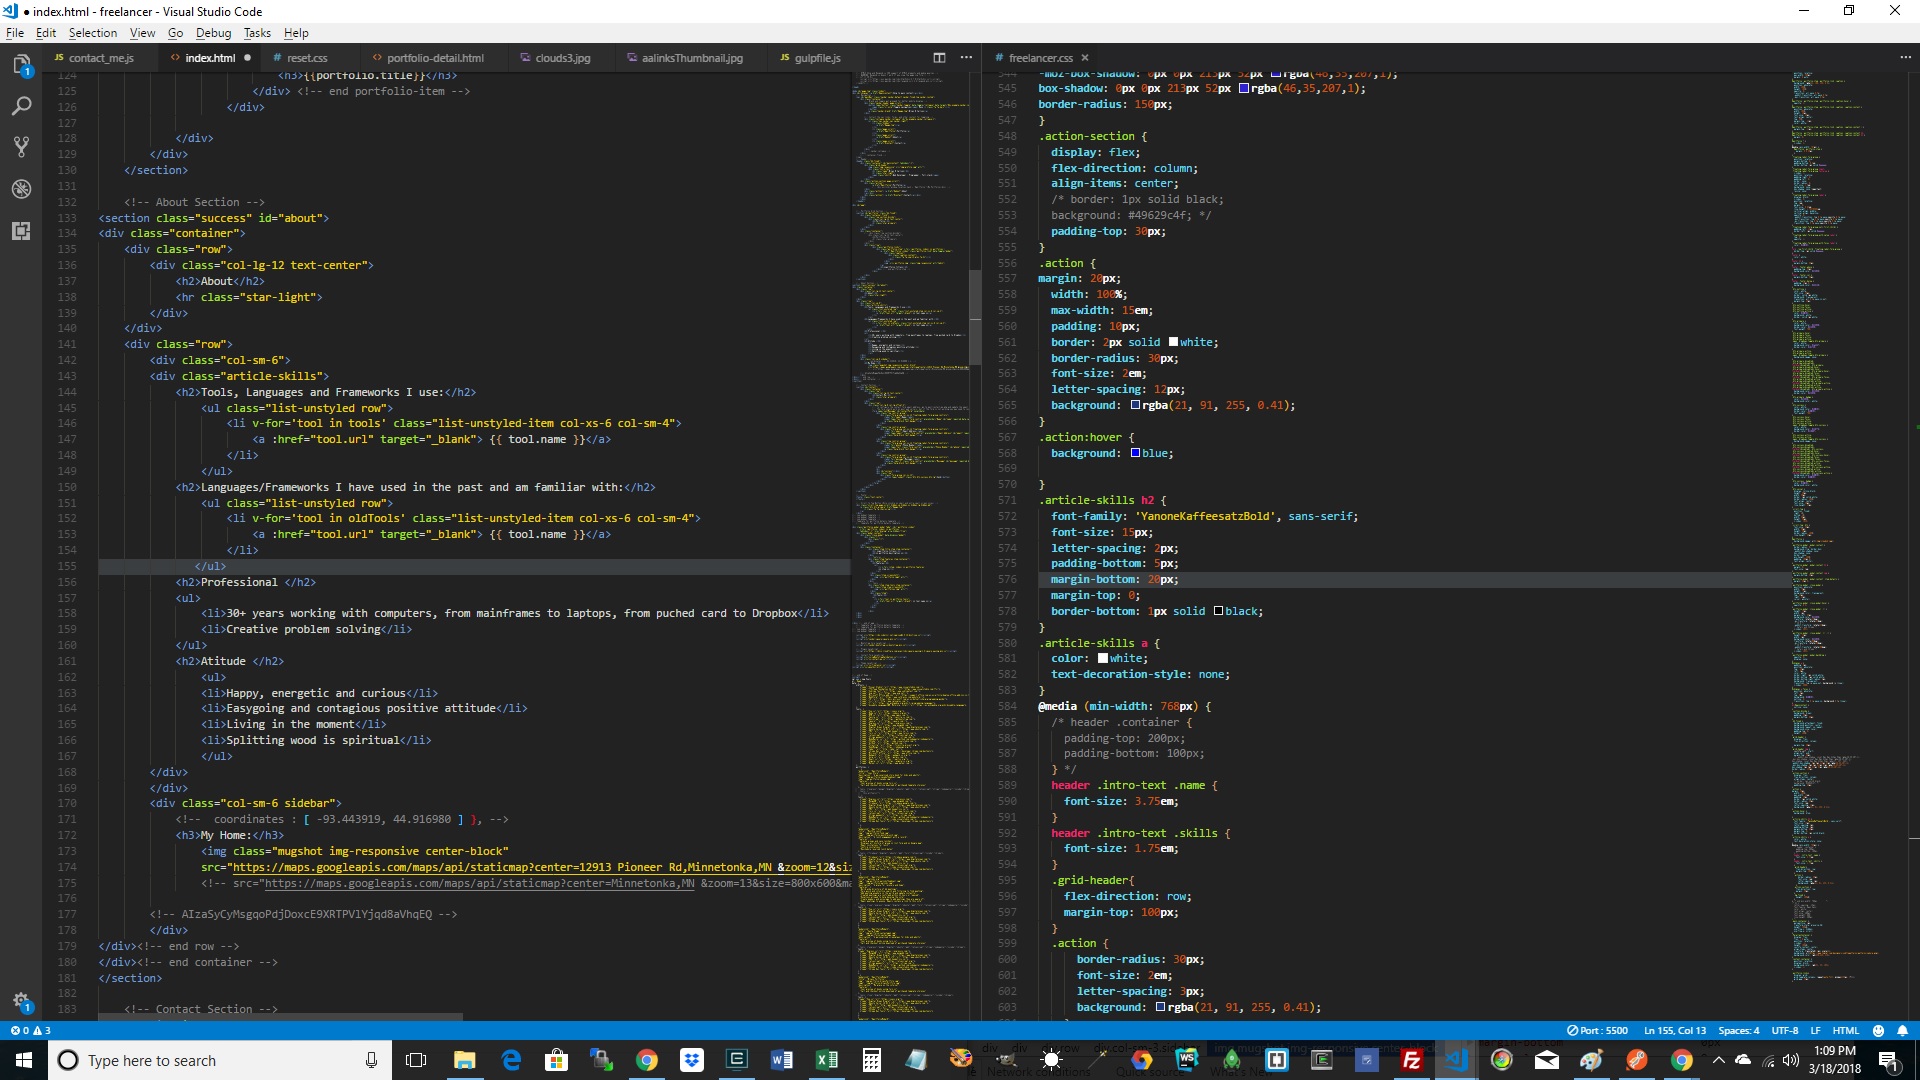 ● index.html - freelancer - Visual Studio Code
File Edit Selection View Go Debug Tasks Help
JS contact_me.js <> index.html ● # reset.css <> portfolio-detail.html clouds3.jpg aalinksThumbnail.jpg JS gulpfile.js
124 <h3>{{portfolio.title}}</h3>
125 </div> <!-- end portfolio-item -->
126 </div>
127
128 </div>
129 </div>
130 </section>
131
132 <!-- About Section -->
133 <section class="success" id="about">
134 <div class="container">
135 <div class="row">
136 <div class="col-lg-12 text-center">
137 <h2>About</h2>
138 <hr class="star-light">
139 </div>
140 </div>
141 <div class="row">
142 <div class="col-sm-6">
143 <div class="article-skills">
144 <h2>Tools, Languages and Frameworks I use:</h2>
145 <ul class="list-unstyled row">
146 <li v-for='tool in tools' class="list-unstyled-item col-xs-6 col-sm-4">
147 <a :href="tool.url" target="_blank"> {{ tool.name }}</a>
148 </li>
149 </ul>
150 <h2>Languages/Frameworks I have used in the past and am familiar with:</h2>
151 <ul class="list-unstyled row">
152 <li v-for='tool in oldTools' class="list-unstyled-item col-xs-6 col-sm-4">
153 <a :href="tool.url" target="_blank"> {{ tool.name }}</a>
154 </li>
155 </ul>
156 <h2>Professional </h2>
157 <ul>
158 <li>30+ years working with computers, from mainframes to laptops, from puched card to Dropbox</li>
159 <li>Creative problem solving</li>
160 </ul>
161 <h2>Atitude </h2>
162 <ul>
163 <li>Happy, energetic and curious</li>
164 <li>Easygoing and contagious positive attitude</li>
165 <li>Living in the moment</li>
166 <li>Splitting wood is spiritual</li>
167 </ul>
168 </div>
169 </div>
170 <div class="col-sm-6 sidebar">
171 <!-- coordinates : [ -93.443919, 44.916980 ] }, -->
172 <h3>My Home:</h3>
173 <img class="mugshot img-responsive center-block"
174 src="https://maps.googleapis.com/maps/api/staticmap?center=12913 Pioneer Rd,Minnetonka,MN &zoom=12&siz
175 <!-- src="https://maps.googleapis.com/maps/api/staticmap?center=Minnetonka,MN &zoom=13&size=800x600&ma
176
177 <!-- AIzaSyCyMsgqoPdjDoxcE9XRTPVlYjqd8aVhqEQ -->
178 </div>
179 </div><!-- end row -->
180 </div><!-- end container -->
181 </section>
182
183 <!-- Contact Section -->
# freelancer.css ×
544 -moz-box-shadow: 0px 0px 213px 52px rgba(46,35,207,1);
545 box-shadow: 0px 0px 213px 52px rgba(46,35,207,1);
546 border-radius: 150px;
547 }
548 .action-section {
549 display: flex;
550 flex-direction: column;
551 align-items: center;
552 /* border: 1px solid black;
553 background: #49629c4f; */
554 padding-top: 30px;
555 }
556 .action {
557 margin: 20px;
558 width: 100%;
559 max-width: 15em;
560 padding: 10px;
561 border: 2px solid white;
562 border-radius: 30px;
563 font-size: 2em;
564 letter-spacing: 12px;
565 background: rgba(21, 91, 255, 0.41);
566 }
567 .action:hover {
568 background: blue;
569
570 }
571 .article-skills h2 {
572 font-family: 'YanoneKaffeesatzBold', sans-serif;
573 font-size: 15px;
574 letter-spacing: 2px;
575 padding-bottom: 5px;
576 margin-bottom: 20px;
577 margin-top: 0;
578 border-bottom: 1px solid black;
579 }
580 .article-skills a {
581 color: white;
582 text-decoration-style: none;
583 }
584 @media (min-width: 768px) {
585 /* header .container {
586 padding-top: 200px;
587 padding-bottom: 100px;
588 } */
589 header .intro-text .name {
590 font-size: 3.75em;
591 }
592 header .intro-text .skills {
593 font-size: 1.75em;
594 }
595 .grid-header{
596 flex-direction: row;
597 margin-top: 100px;
598 }
599 .action {
600 border-radius: 30px;
601 font-size: 2em;
602 letter-spacing: 3px;
603 background: rgba(21, 91, 255, 0.41);
0 3 Port : 5500 Ln 155, Col 13 Spaces: 4 UTF-8 LF HTML
Type here to search
1:09 PM
3/18/2018